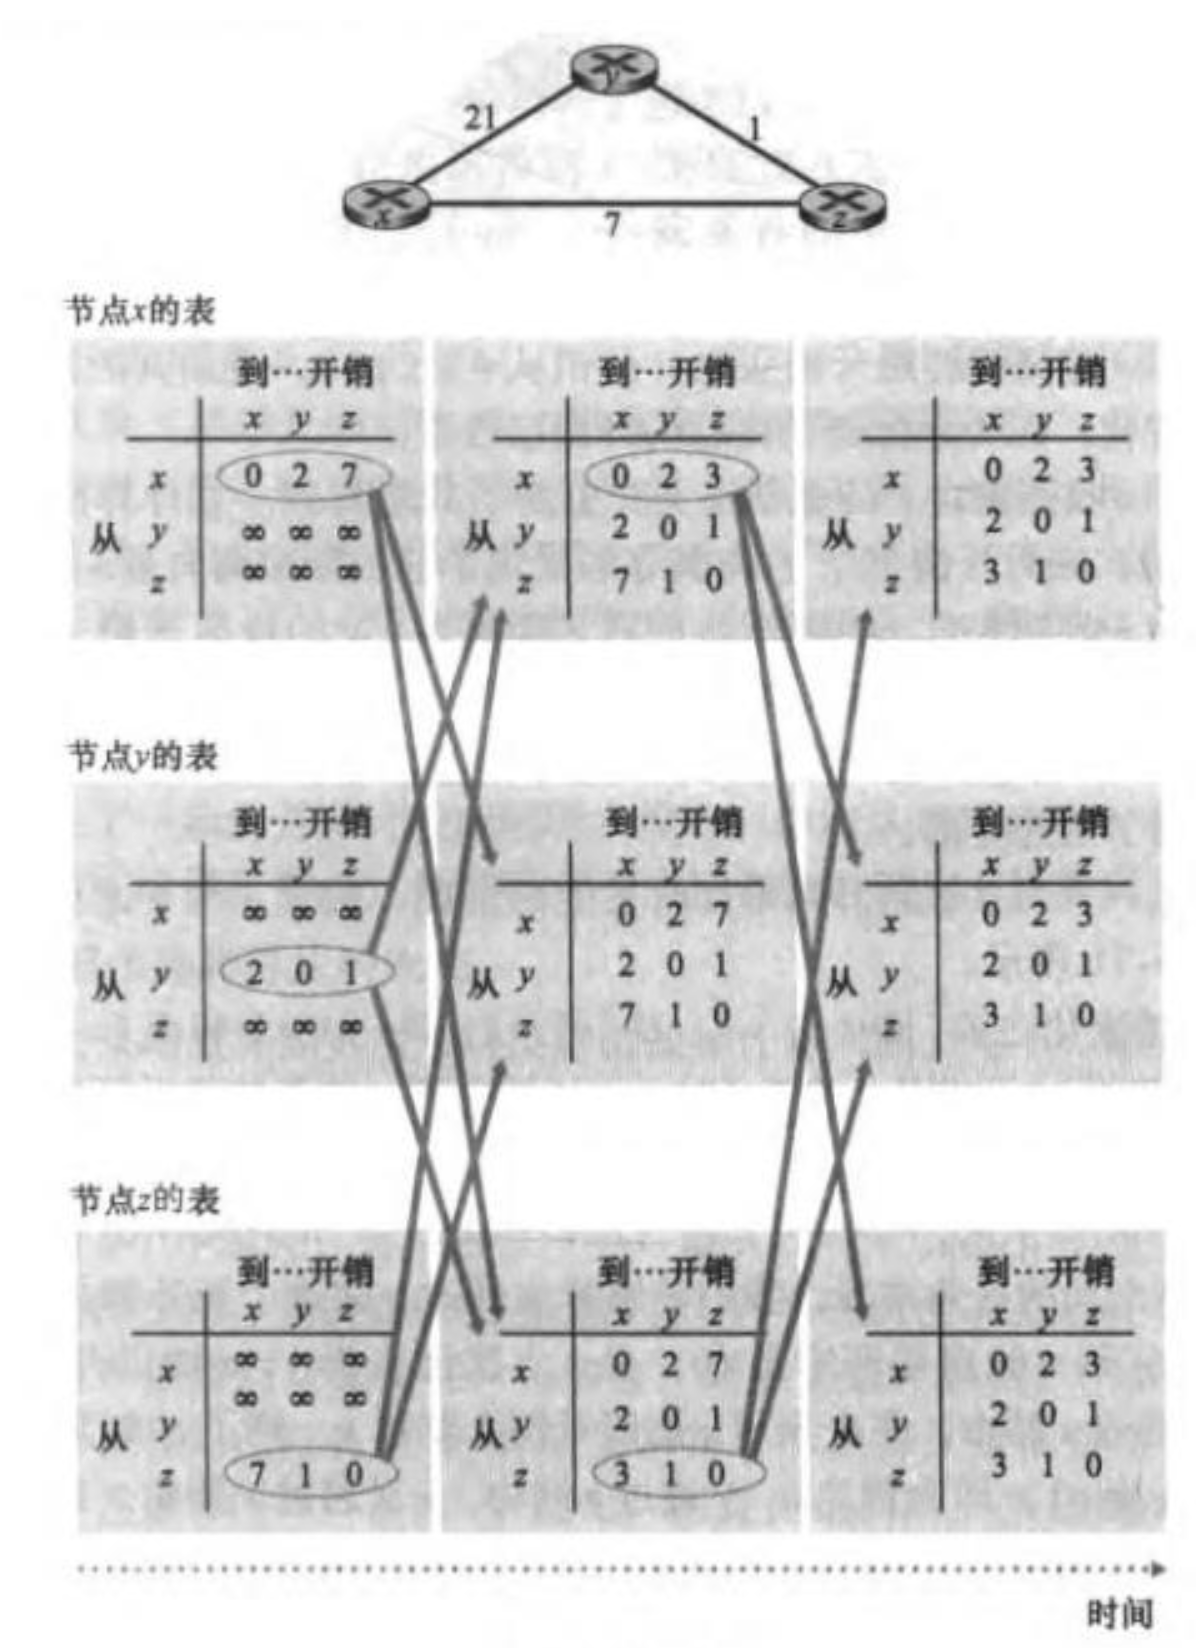 y
21
1
x
z
7
节点x的表
到…开销
到…开销
到…开销
x y z
x y z
x y z
x 0 2 7
x 0 2 3
x 0 2 3
从 y ∞ ∞ ∞
从 y 2 0 1
从 y 2 0 1
z ∞ ∞ ∞
z 7 1 0
z 3 1 0
节点y的表
到…开销
到…开销
到…开销
x y z
x y z
x y z
x ∞ ∞ ∞
x 0 2 7
x 0 2 3
从 y 2 0 1
从 y 2 0 1
从 y 2 0 1
z ∞ ∞ ∞
z 7 1 0
z 3 1 0
节点z的表
到…开销
到…开销
到…开销
x y z
x y z
x y z
x ∞ ∞ ∞
x 0 2 7
x 0 2 3
从 y ∞ ∞ ∞
从 y 2 0 1
从 y 2 0 1
z 7 1 0
z 3 1 0
z 3 1 0
时间